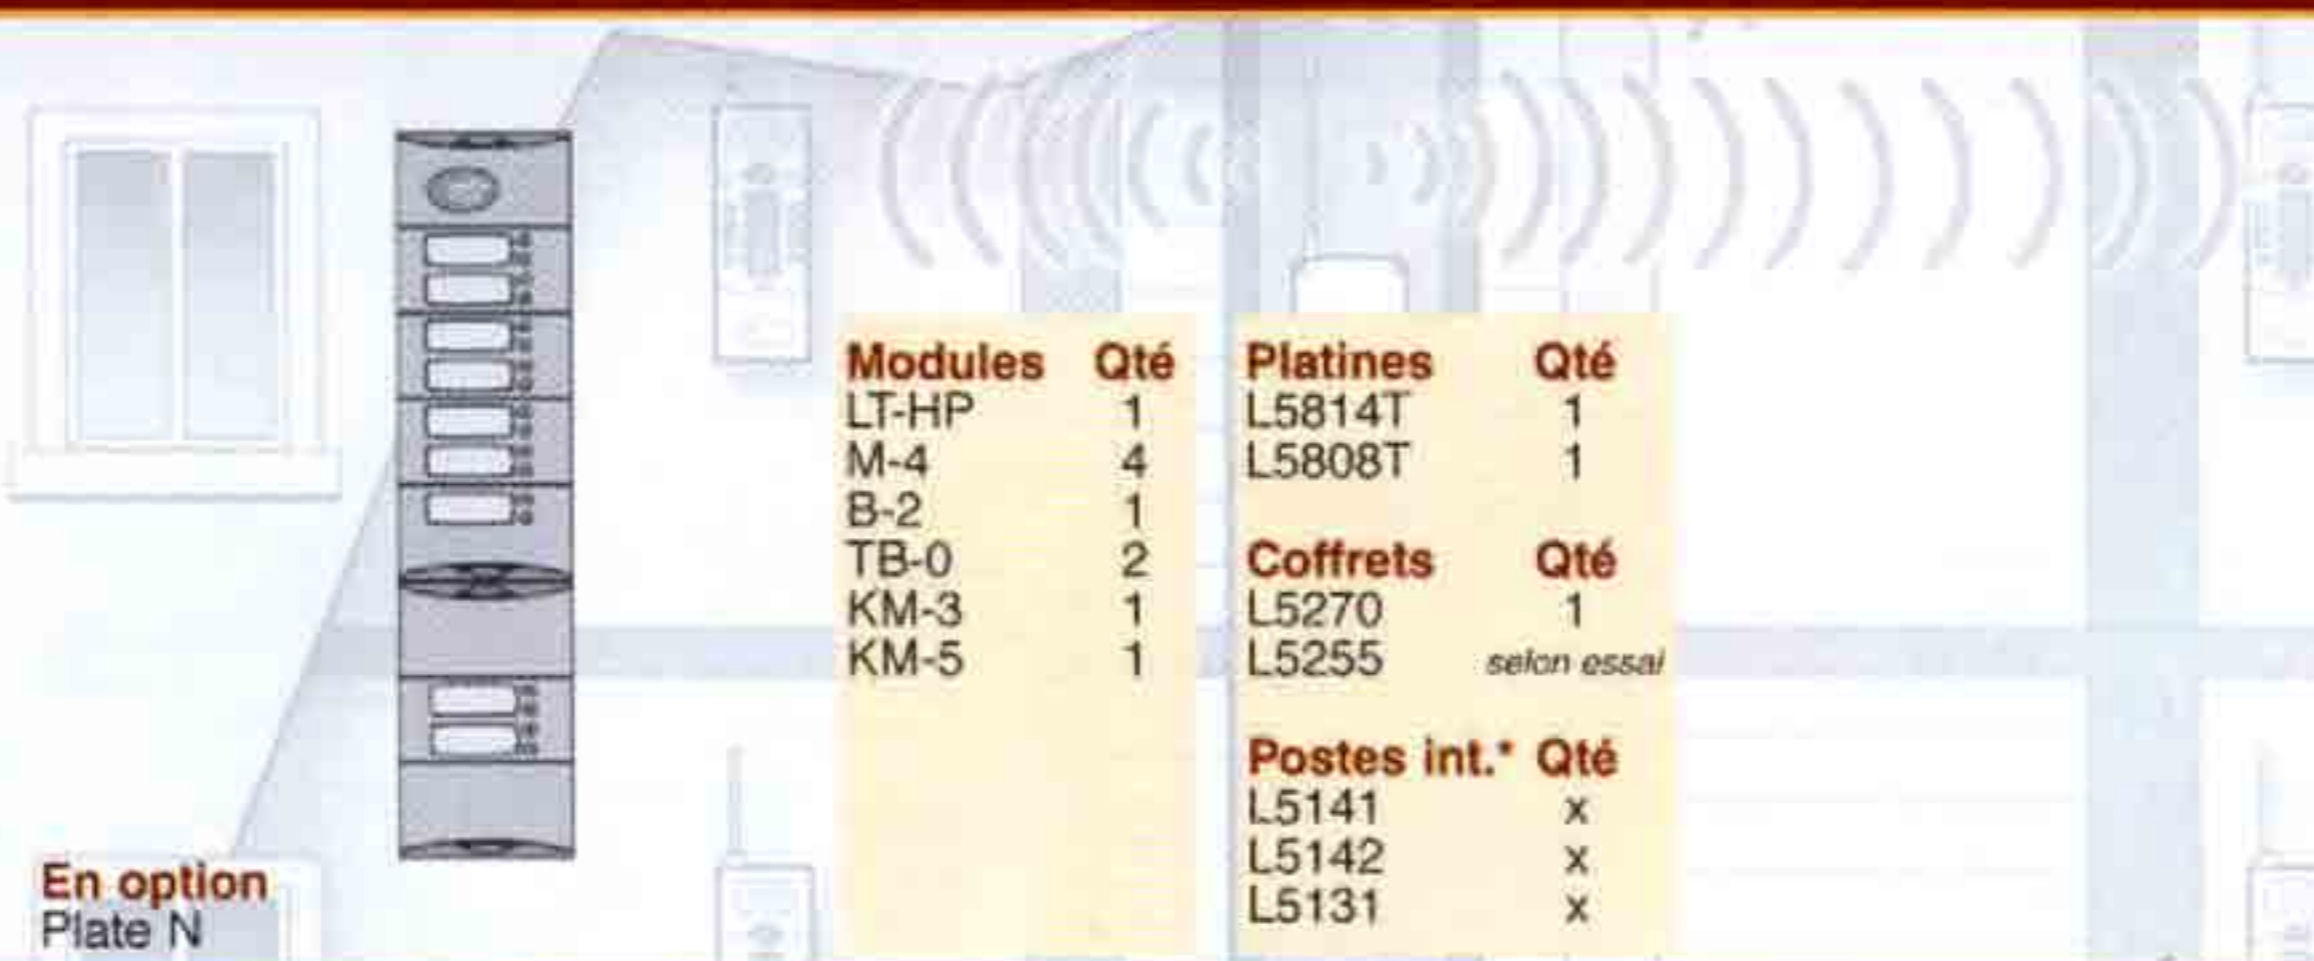 Modules Qté
LT-HP 1
M-4 4
B-2 1
TB-0 2
KM-3 1
KM-5 1
Platines Qté
L5814T 1
L5808T 1
Coffrets Qté
L5270 1
L5255 selon essai
Postes int.* Qté
L5141 x
L5142 x
L5131 x
En option
Plate N